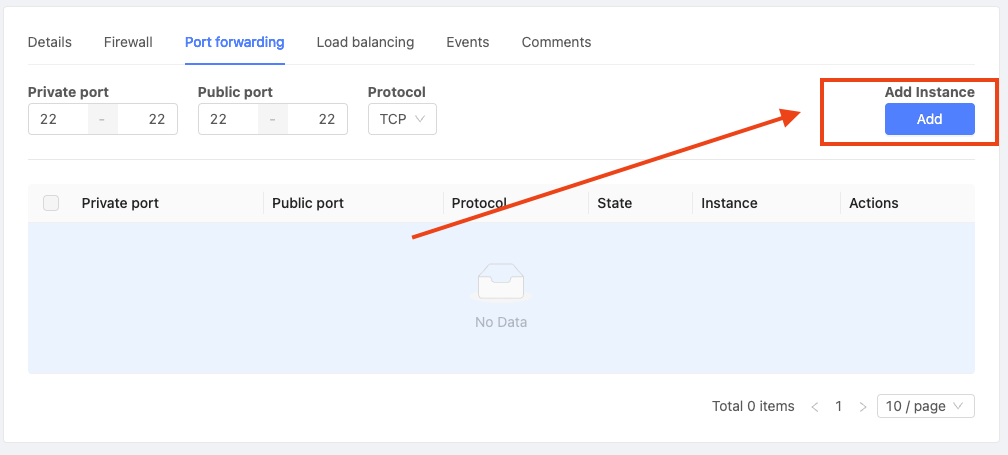 Details Firewall Port forwarding Load balancing Events Comments
Private port Public port Protocol Add Instance
22 - 22 22 - 22 TCP Add
Private port Public port Protocol State Instance Actions
No Data
Total 0 items < 1 > 10 / page